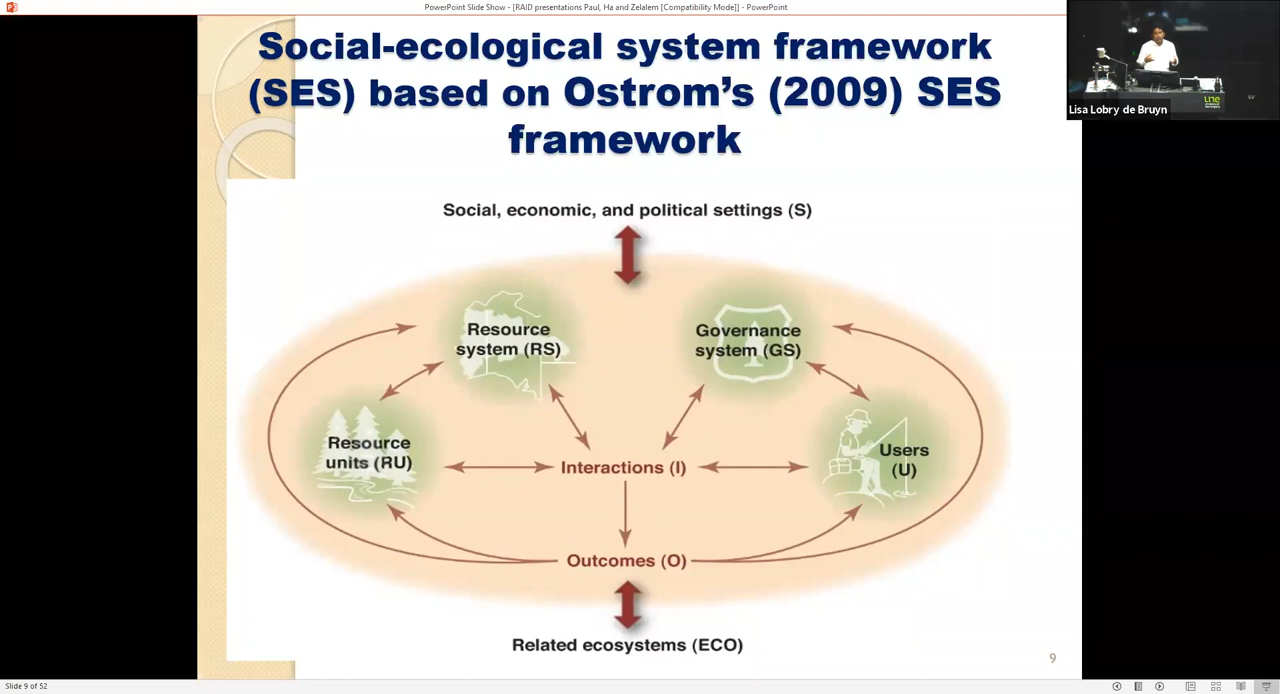 PowerPoint Slide Show - [RAID presentations Paul, Ha and Zelalem [Compatibility Mode]] - PowerPoint
Lisa Lobry de Bruyn
une
Social-ecological system framework
(SES) based on Ostrom's (2009) SES
framework
Social, economic, and political settings (S)
Resource
system (RS)
Governance
system (GS)
Resource
units (RU)
Interactions (I)
Users
(U)
Outcomes (O)
Related ecosystems (ECO)
9
Slide 9 of 52